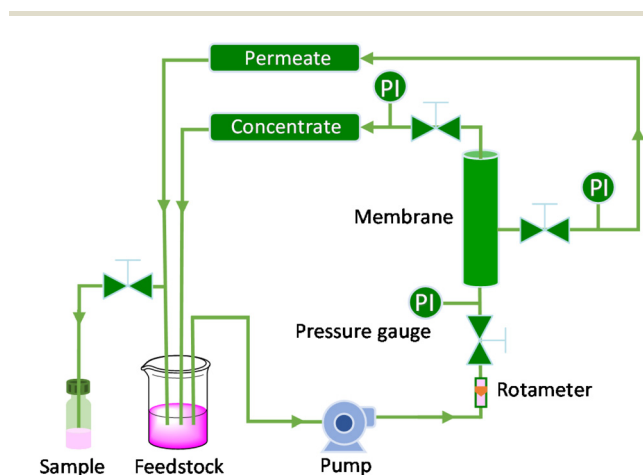 Permeate
PI
Concentrate
PI
Membrane
PI
Pressure gauge
Rotameter
Sample
Feedstock
Pump